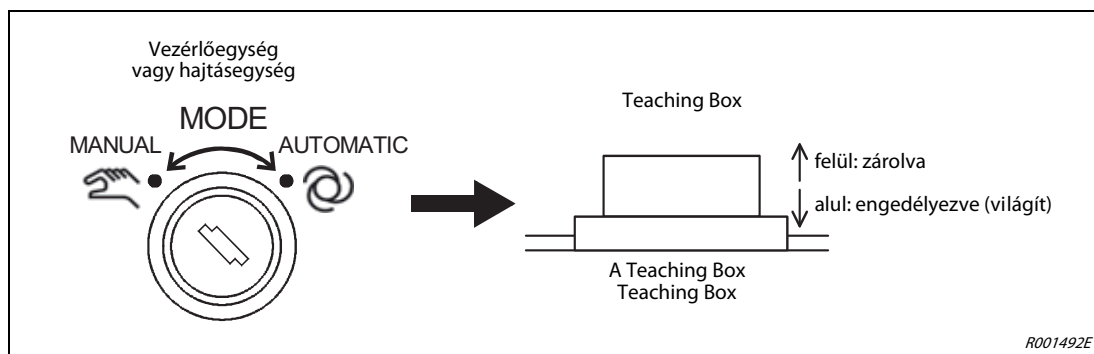 Vezérlőegység
vagy hajtásegység
MODE
MANUAL
AUTOMATIC
Teaching Box
felül: zárolva
alul: engedélyezve (világít)
A Teaching Box
Teaching Box
R001492E